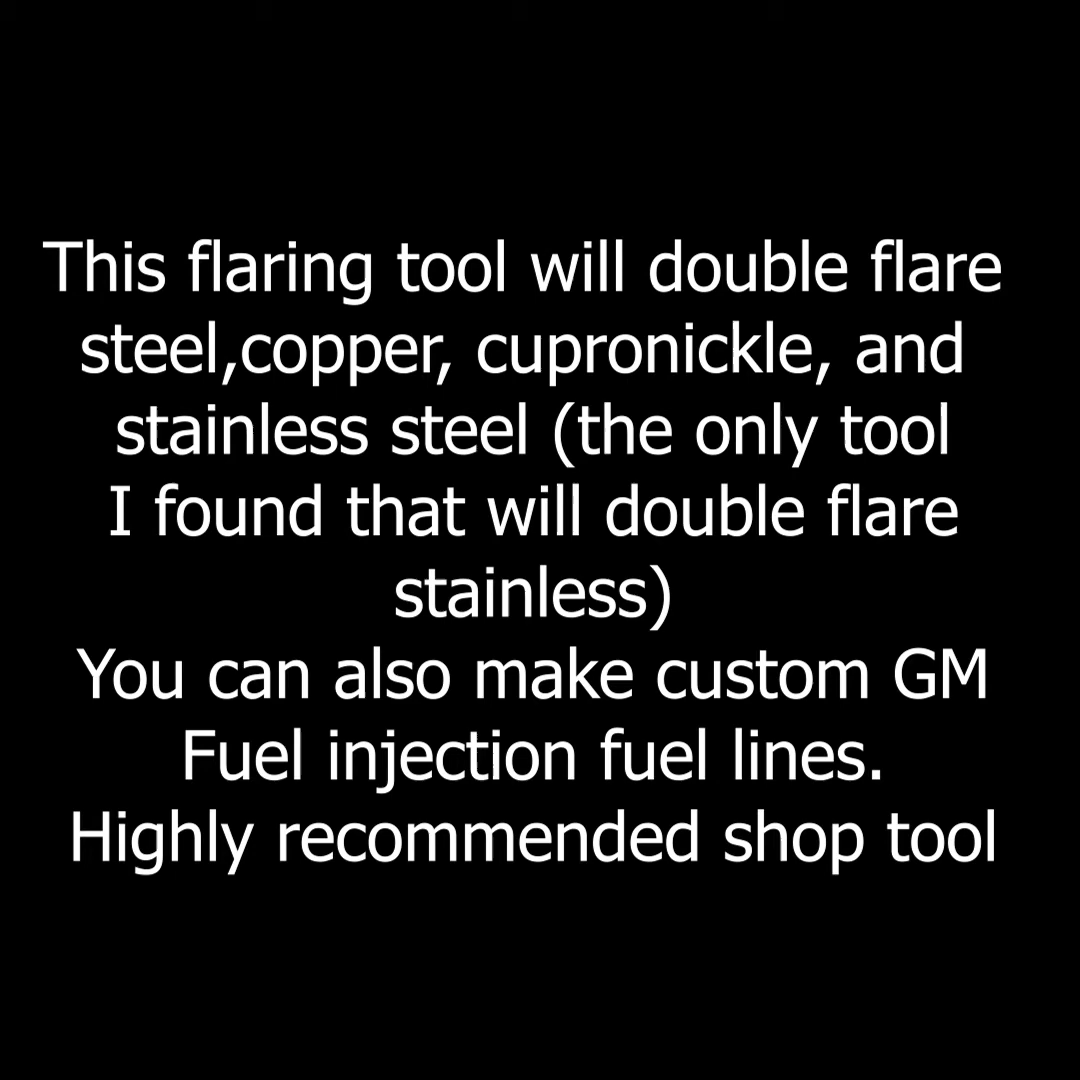 This flaring tool will double flare
steel,copper, cupronickle, and
stainless steel (the only tool
I found that will double flare
stainless)
You can also make custom GM
Fuel injection fuel lines.
Highly recommended shop tool